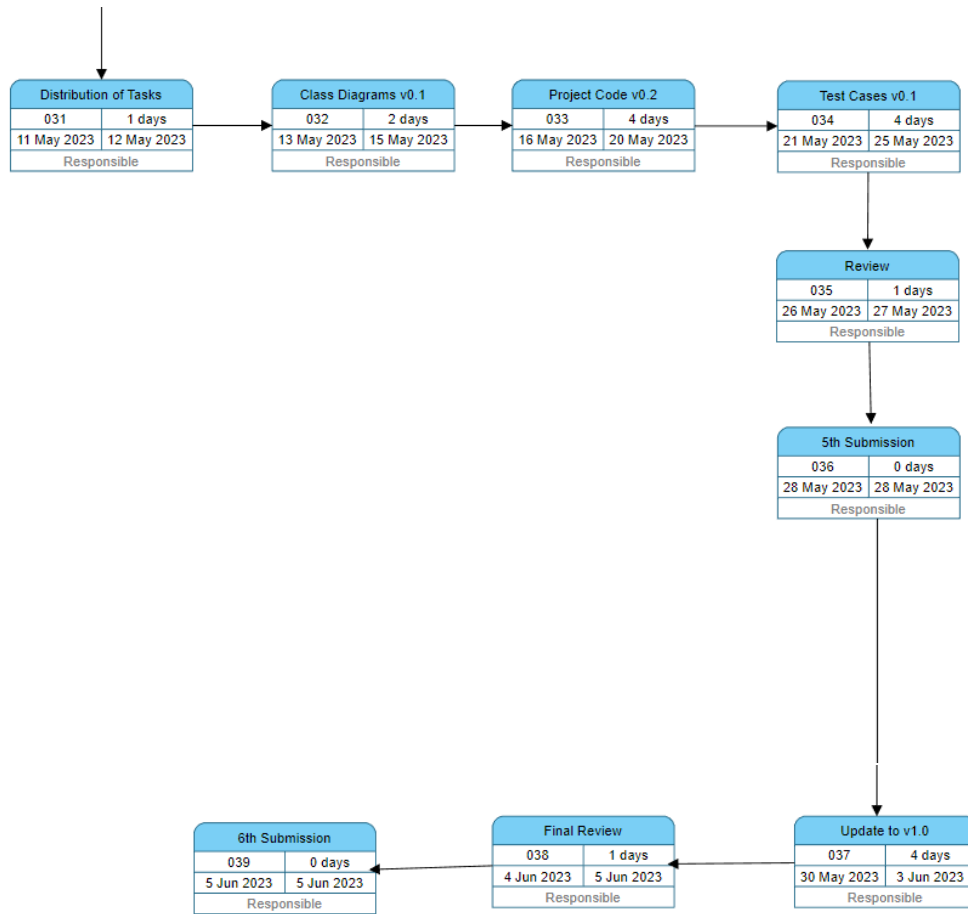 Distribution of Tasks
031 1 days
11 May 2023 12 May 2023
Responsible
Class Diagrams v0.1
032 2 days
13 May 2023 15 May 2023
Responsible
Project Code v0.2
033 4 days
16 May 2023 20 May 2023
Responsible
Test Cases v0.1
034 4 days
21 May 2023 25 May 2023
Responsible
Review
035 1 days
26 May 2023 27 May 2023
Responsible
5th Submission
036 0 days
28 May 2023 28 May 2023
Responsible
Update to v1.0
037 4 days
30 May 2023 3 Jun 2023
Responsible
Final Review
038 1 days
4 Jun 2023 5 Jun 2023
Responsible
6th Submission
039 0 days
5 Jun 2023 5 Jun 2023
Responsible